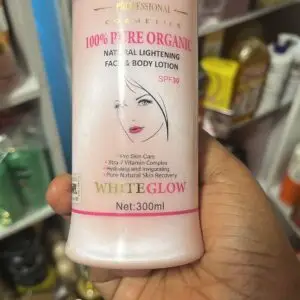 PROFESSIONAL
COSMETICS
100% PURE ORGANIC
NATURAL LIGHTENING
FACE & BODY LOTION
SPF30
Skin Care
7 Vitamin Complex
Hydrating and Invigorating
Pure Natural Skin Recovery
WHITEGLOW
Net:300ml